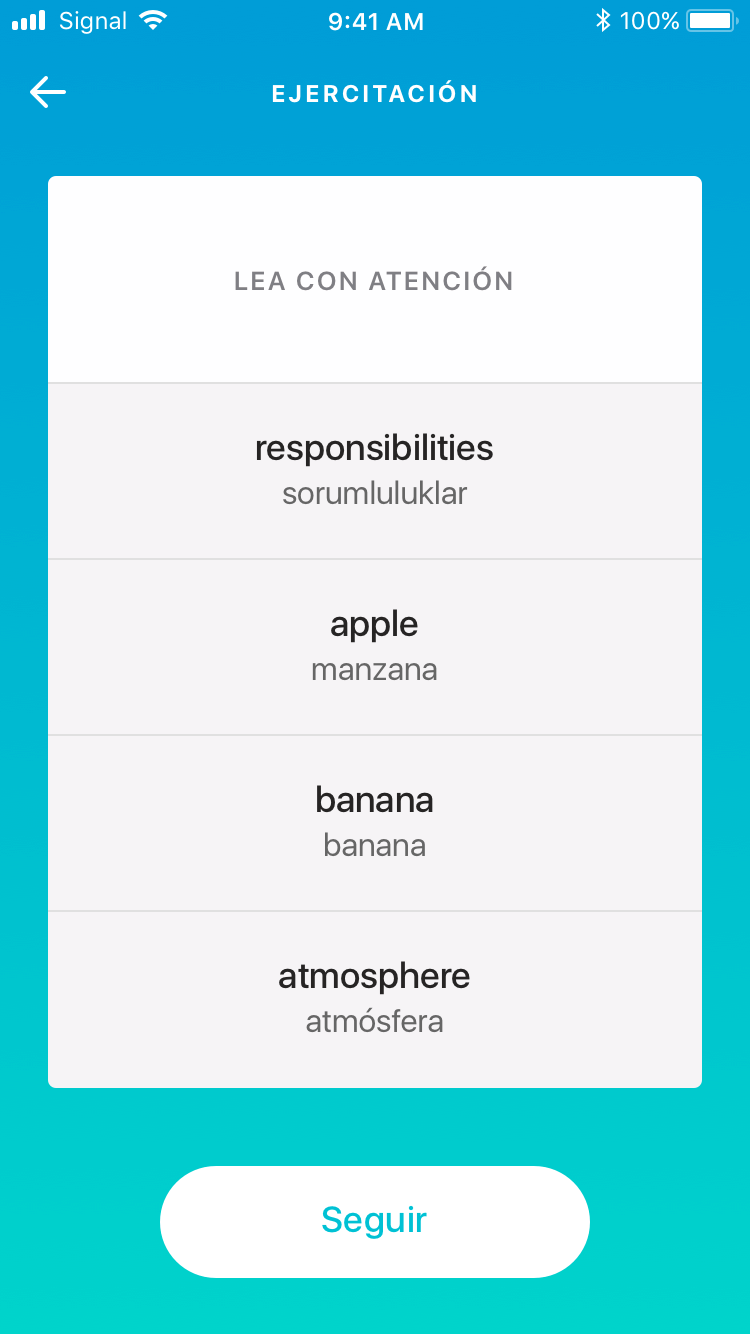 Signal 9:41 AM 100%
EJERCITACIÓN
LEA CON ATENCIÓN
responsibilities
sorumluluklar
apple
manzana
banana
banana
atmosphere
atmósfera
Seguir